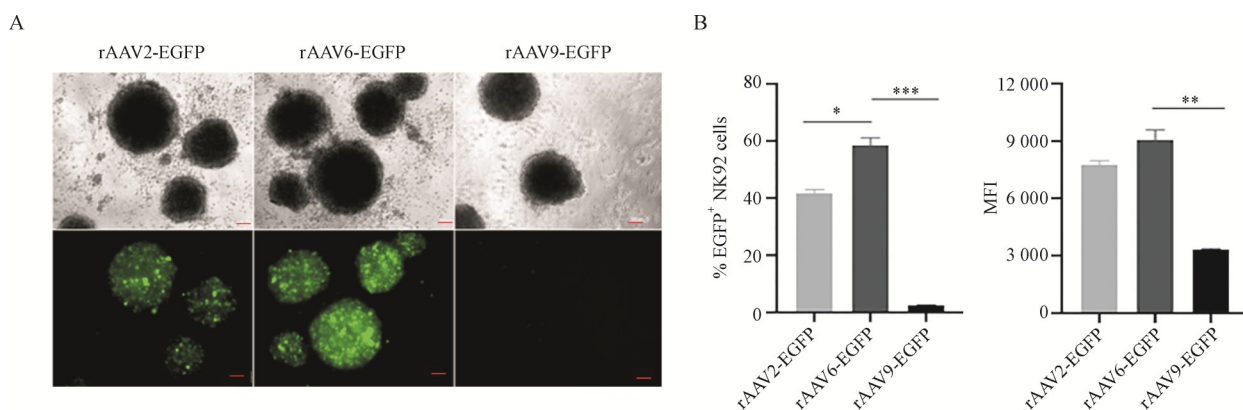 A
rAAV2-EGFP
rAAV6-EGFP
rAAV9-EGFP
B
% EGFP⁺ NK92 cells
80
60
40
20
0
*
***
rAAV2-EGFP
rAAV6-EGFP
rAAV9-EGFP
MFI
12 000
9 000
6 000
3 000
0
**
rAAV2-EGFP
rAAV6-EGFP
rAAV9-EGFP